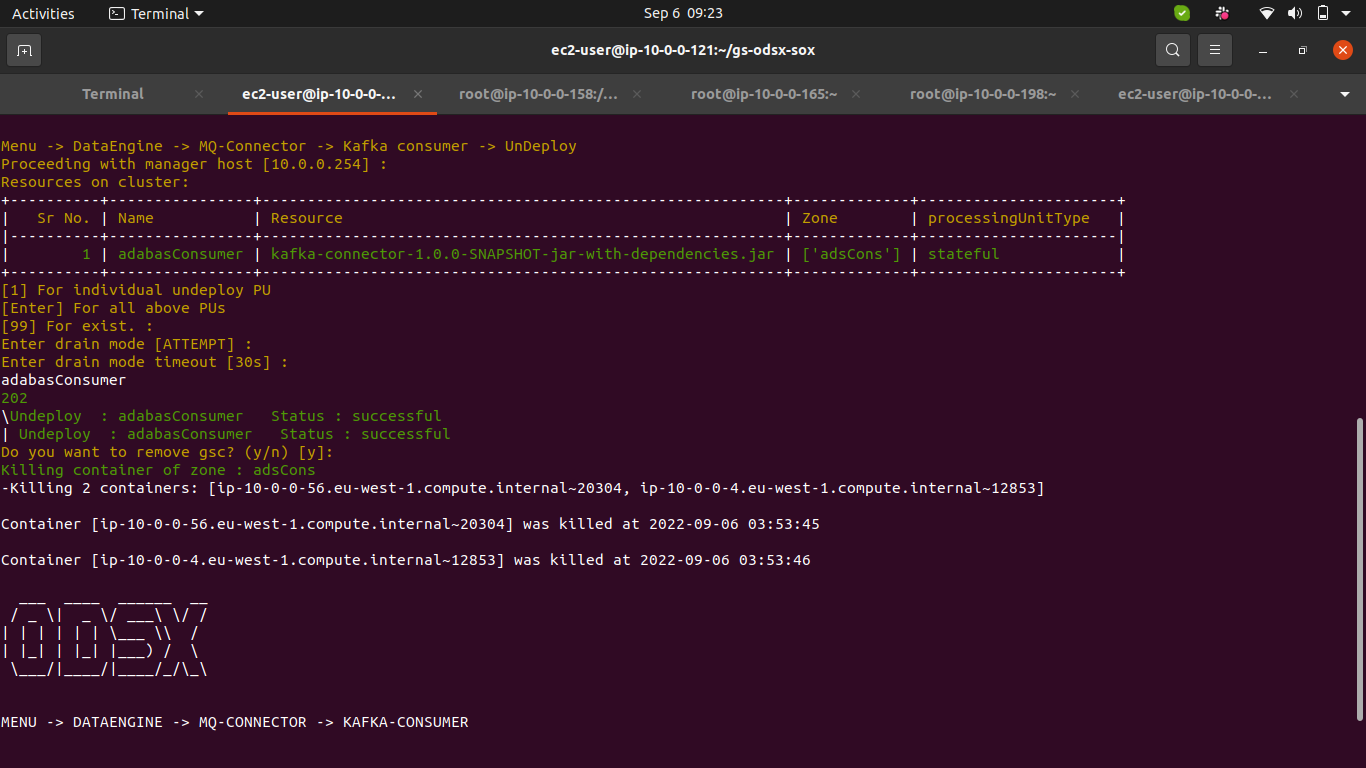 Activities Terminal Sep 6 09:23
ec2-user@ip-10-0-0-121:~/gs-odsx-sox
Terminal × ec2-user@ip-10-0-0-... × root@ip-10-0-0-158:/... × root@ip-10-0-0-165:~ × root@ip-10-0-0-198:~ × ec2-user@ip-10-0-0-... ×
Menu -> DataEngine -> MQ-Connector -> Kafka consumer -> UnDeploy
Proceeding with manager host [10.0.0.254] :
Resources on cluster:
+----------+----------------+----------------------------------------------------------+-------------+----------------------+
|   Sr No. | Name           | Resource                                                 | Zone        | processingUnitType   |
|----------+----------------+----------------------------------------------------------+-------------+----------------------|
|        1 | adabasConsumer | kafka-connector-1.0.0-SNAPSHOT-jar-with-dependencies.jar | ['adsCons'] | stateful             |
+----------+----------------+----------------------------------------------------------+-------------+----------------------+
[1] For individual undeploy PU
[Enter] For all above PUs
[99] For exist. :
Enter drain mode [ATTEMPT] :
Enter drain mode timeout [30s] :
adabasConsumer
202
\Undeploy  : adabasConsumer   Status : successful
| Undeploy  : adabasConsumer   Status : successful
Do you want to remove gsc? (y/n) [y]:
Killing container of zone : adsCons
-Killing 2 containers: [ip-10-0-0-56.eu-west-1.compute.internal~20304, ip-10-0-0-4.eu-west-1.compute.internal~12853]
Container [ip-10-0-0-56.eu-west-1.compute.internal~20304] was killed at 2022-09-06 03:53:45
Container [ip-10-0-0-4.eu-west-1.compute.internal~12853] was killed at 2022-09-06 03:53:46
  ___  ____  ______  __
 / _ \|  _ \/ ___\ \/ /
| | | | | | \___ \\  /
| |_| | |_| |___) /  \
 \___/|____/|____/_/\_\
MENU -> DATAENGINE -> MQ-CONNECTOR -> KAFKA-CONSUMER